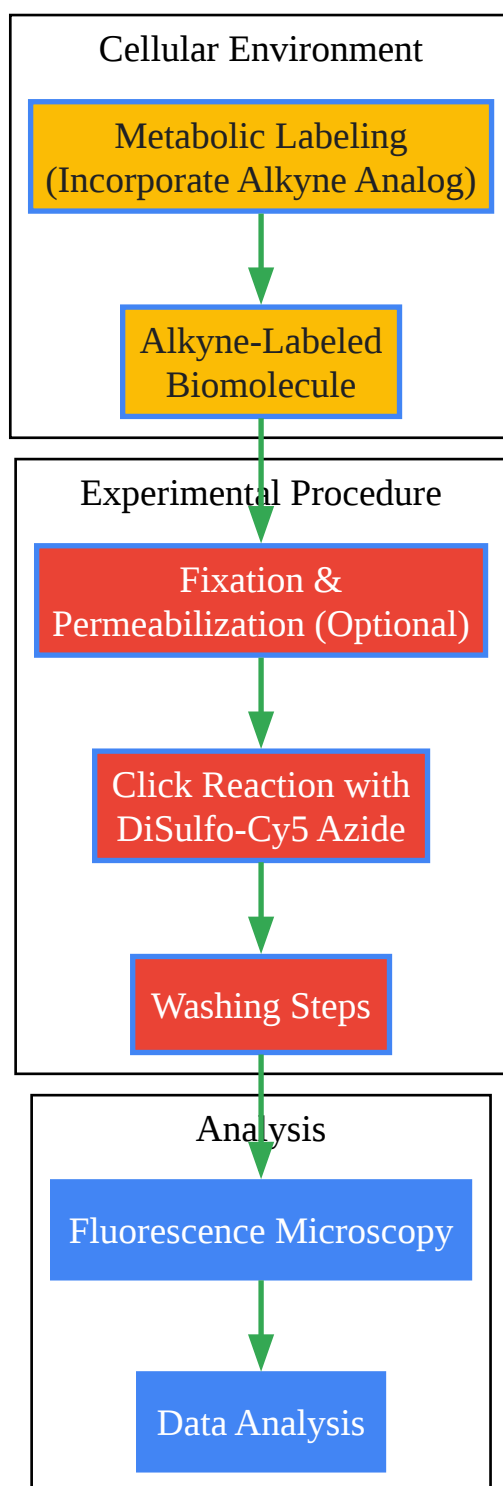 Cellular Environment
Metabolic Labeling
(Incorporate Alkyne Analog)
Alkyne-Labeled
Biomolecule
Experimental Procedure
Fixation &
Permeabilization (Optional)
Click Reaction with
DiSulfo-Cy5 Azide
Washing Steps
Analysis
Fluorescence Microscopy
Data Analysis